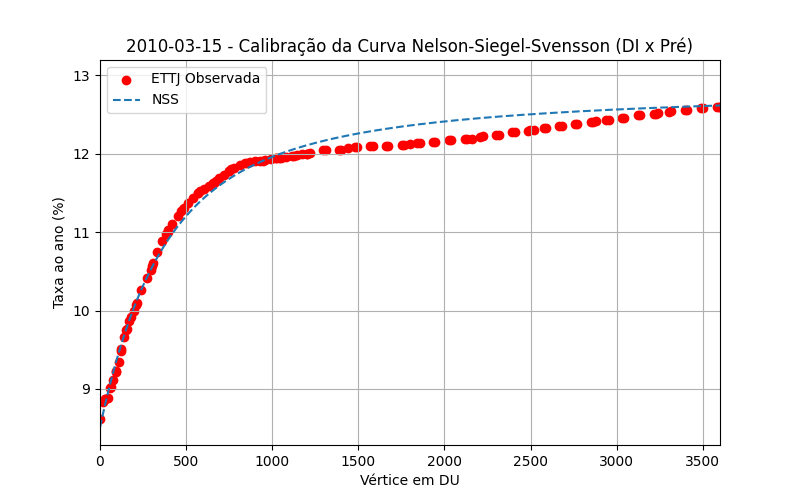 2010-03-15 - Calibração da Curva Nelson-Siegel-Svensson (DI x Pré)
ETTJ Observada
NSS
Taxa ao ano (%)
13
12
11
10
9
0 500 1000 1500 2000 2500 3000 3500
Vértice em DU